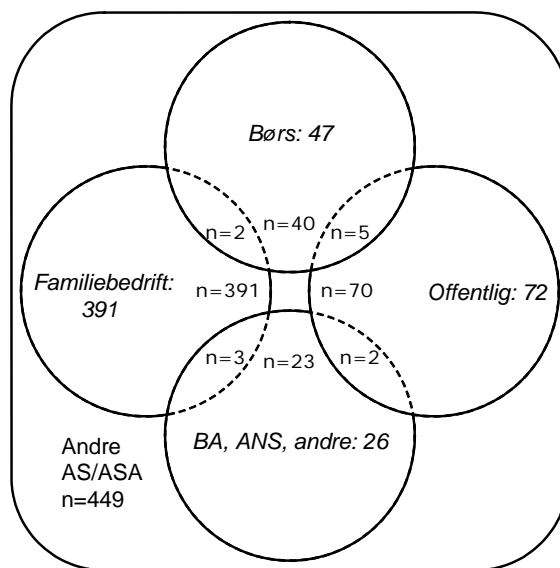 Børs: 47
n=40
n=2
n=5
Familiebedrift:
391
n=391
n=70
Offentlig: 72
n=3
n=23
n=2
BA, ANS, andre: 26
Andre
AS/ASA
n=449